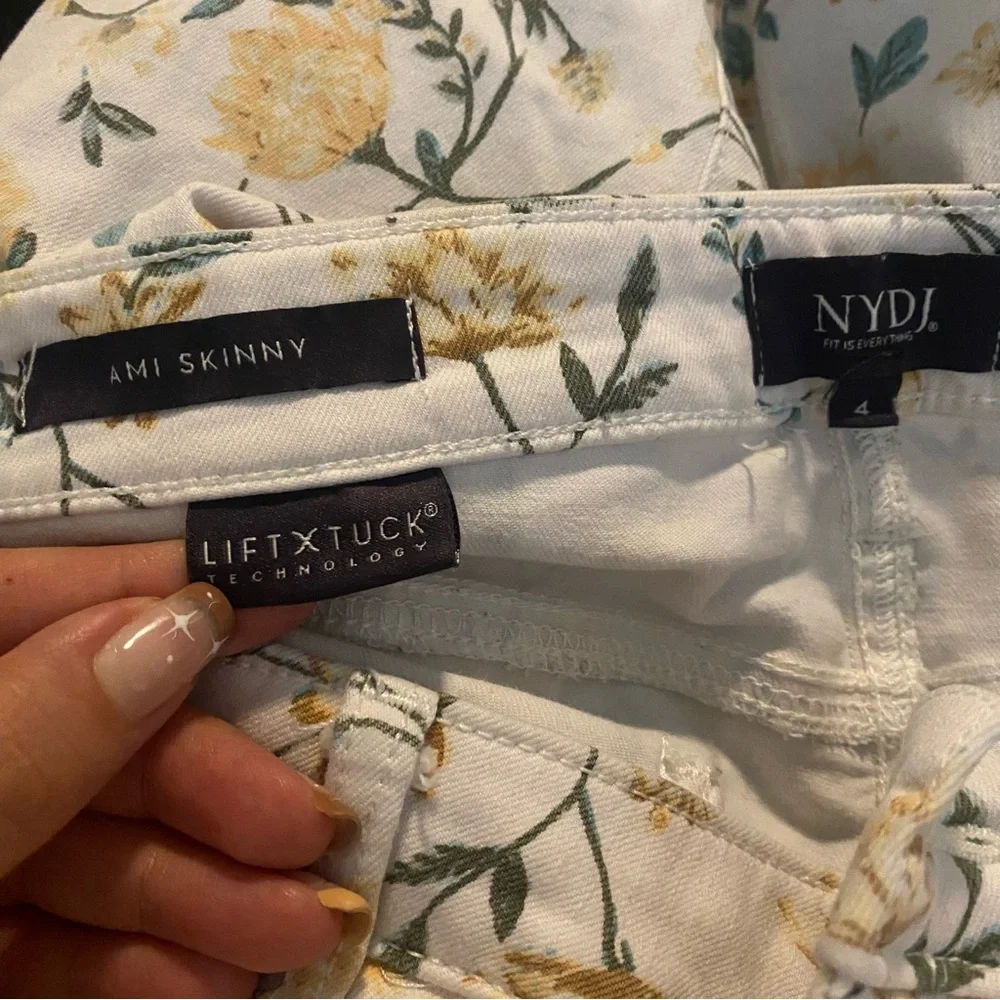 AMI SKINNY
NYDJ®
FIT IS EVERYTHING
4
LIFT X TUCK®
TECHNOLOGY